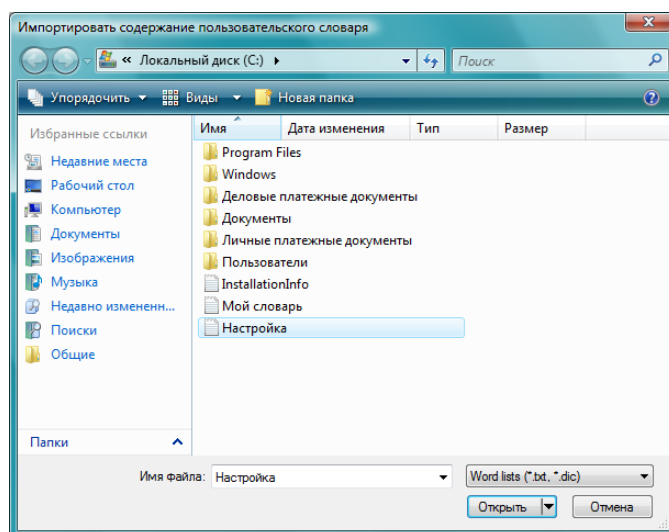 Импортировать содержание пользовательского словаря
« Локальный диск (C:)
Поиск
Упорядочить Виды Новая папка
Избранные ссылки
Недавние места
Рабочий стол
Компьютер
Документы
Изображения
Музыка
Недавно измененн...
Поиски
Общие
Папки
Имя Дата изменения Тип Размер
Program Files
Windows
Деловые платежные документы
Документы
Личные платежные документы
Пользователи
InstallationInfo
Мой словарь
Настройка
Имя файла: Настройка Word lists (*.txt, *.dic)
Открыть Отмена